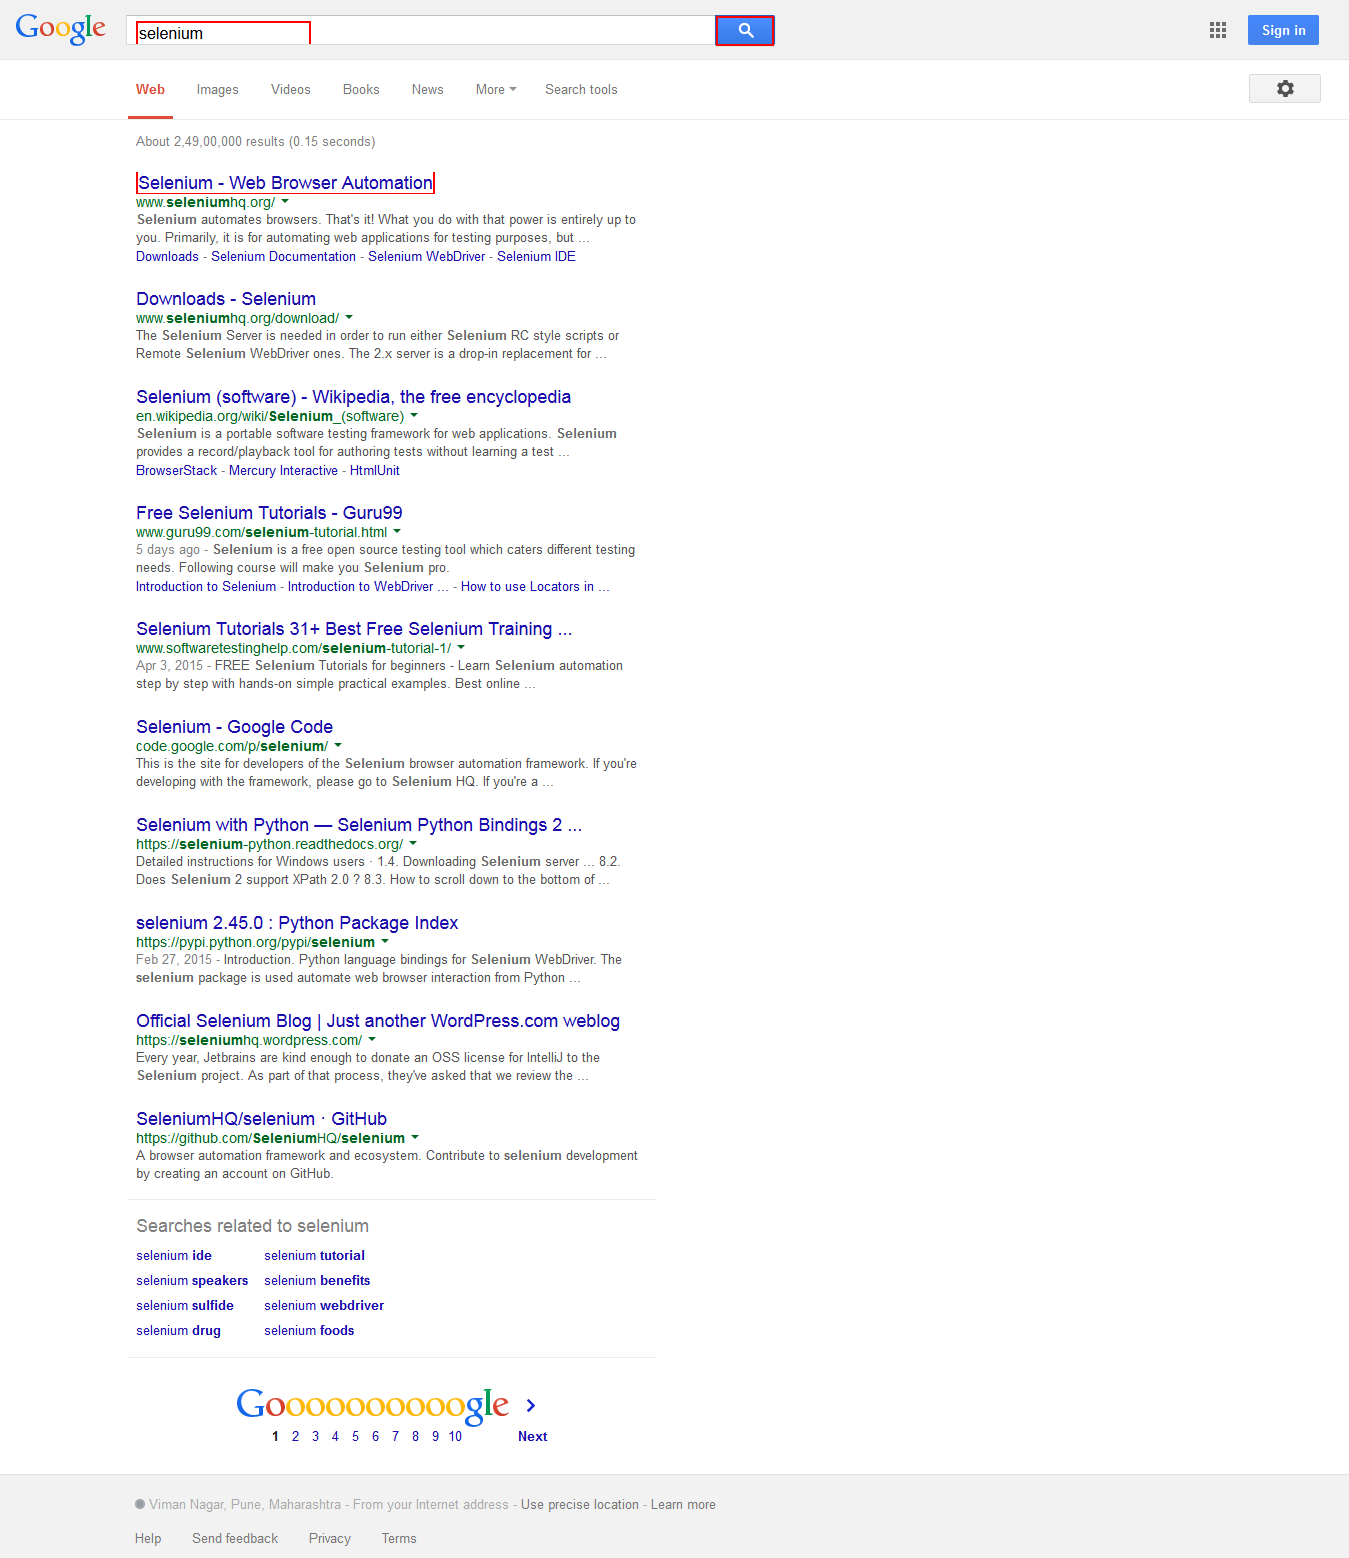 Google selenium Sign in
Web Images Videos Books News More Search tools
About 2,49,00,000 results (0.15 seconds)
Selenium - Web Browser Automation
www.seleniumhq.org/
Selenium automates browsers. That's it! What you do with that power is entirely up to
you. Primarily, it is for automating web applications for testing purposes, but ...
Downloads - Selenium Documentation - Selenium WebDriver - Selenium IDE
Downloads - Selenium
www.seleniumhq.org/download/
The Selenium Server is needed in order to run either Selenium RC style scripts or
Remote Selenium WebDriver ones. The 2.x server is a drop-in replacement for ...
Selenium (software) - Wikipedia, the free encyclopedia
en.wikipedia.org/wiki/Selenium_(software)
Selenium is a portable software testing framework for web applications. Selenium
provides a record/playback tool for authoring tests without learning a test ...
BrowserStack - Mercury Interactive - HtmlUnit
Free Selenium Tutorials - Guru99
www.guru99.com/selenium-tutorial.html
5 days ago - Selenium is a free open source testing tool which caters different testing
needs. Following course will make you Selenium pro.
Introduction to Selenium - Introduction to WebDriver ... - How to use Locators in ...
Selenium Tutorials 31+ Best Free Selenium Training ...
www.softwaretestinghelp.com/selenium-tutorial-1/
Apr 3, 2015 - FREE Selenium Tutorials for beginners - Learn Selenium automation
step by step with hands-on simple practical examples. Best online ...
Selenium - Google Code
code.google.com/p/selenium/
This is the site for developers of the Selenium browser automation framework. If you're
developing with the framework, please go to Selenium HQ. If you're a ...
Selenium with Python — Selenium Python Bindings 2 ...
https://selenium-python.readthedocs.org/
Detailed instructions for Windows users · 1.4. Downloading Selenium server ... 8.2.
Does Selenium 2 support XPath 2.0 ? 8.3. How to scroll down to the bottom of ...
selenium 2.45.0 : Python Package Index
https://pypi.python.org/pypi/selenium
Feb 27, 2015 - Introduction. Python language bindings for Selenium WebDriver. The
selenium package is used automate web browser interaction from Python ...
Official Selenium Blog | Just another WordPress.com weblog
https://seleniumhq.wordpress.com/
Every year, Jetbrains are kind enough to donate an OSS license for IntelliJ to the
Selenium project. As part of that process, they've asked that we review the ...
SeleniumHQ/selenium · GitHub
https://github.com/SeleniumHQ/selenium
A browser automation framework and ecosystem. Contribute to selenium development
by creating an account on GitHub.
Searches related to selenium
selenium ide selenium tutorial
selenium speakers selenium benefits
selenium sulfide selenium webdriver
selenium drug selenium foods
Goooooooooogle
1 2 3 4 5 6 7 8 9 10 Next
Viman Nagar, Pune, Maharashtra - From your Internet address - Use precise location - Learn more
Help Send feedback Privacy Terms